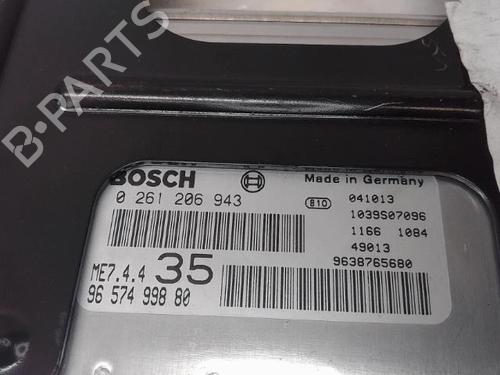 B-PARTS
BOSCH
Made in Germany
0 261 206 943
B10
041013
1039S07096
1166 1084
49013
9638765680
ME7.4.4 35
96 574 998 80